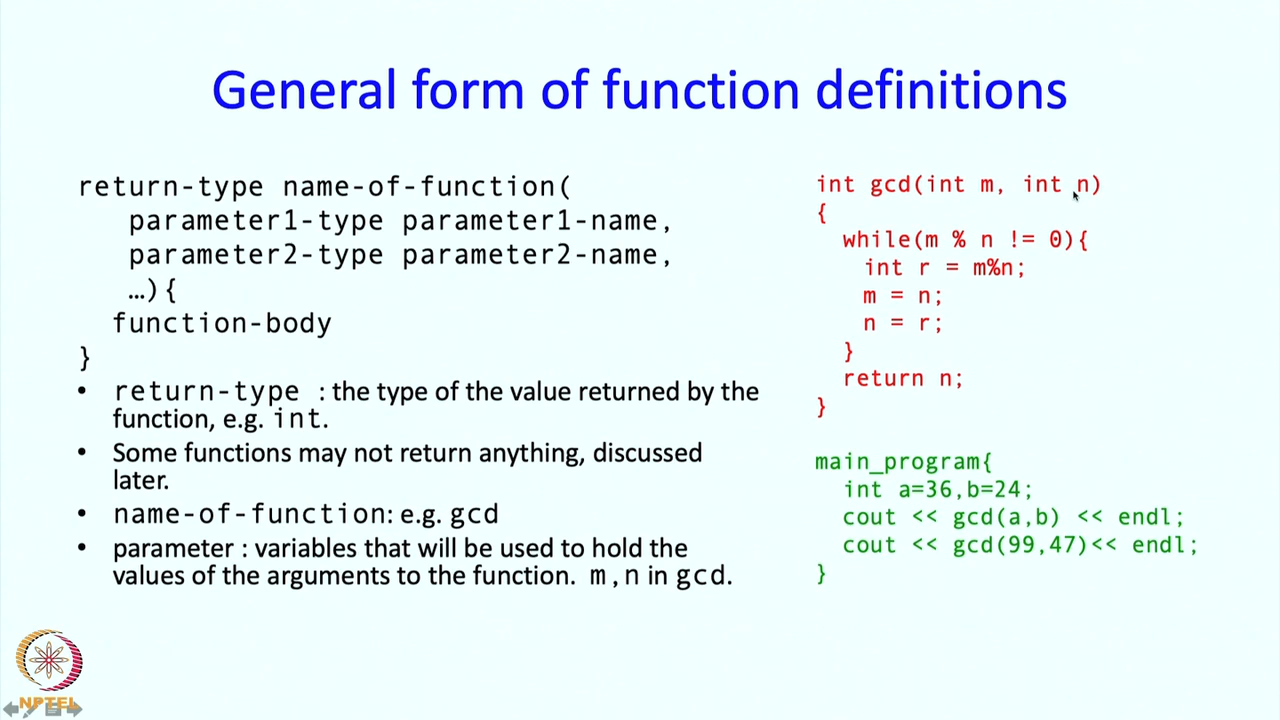 General form of function definitions
return-type name-of-function(
parameter1-type parameter1-name,
parameter2-type parameter2-name,
…){
function-body
}
• return-type : the type of the value returned by the
function, e.g. int.
• Some functions may not return anything, discussed
later.
• name-of-function: e.g. gcd
• parameter : variables that will be used to hold the
values of the arguments to the function. m,n in gcd.
int gcd(int m, int n)
{
while(m % n != 0){
int r = m%n;
m = n;
n = r;
}
return n;
}
main_program{
int a=36,b=24;
cout << gcd(a,b) << endl;
cout << gcd(99,47)<< endl;
}
NPTEL